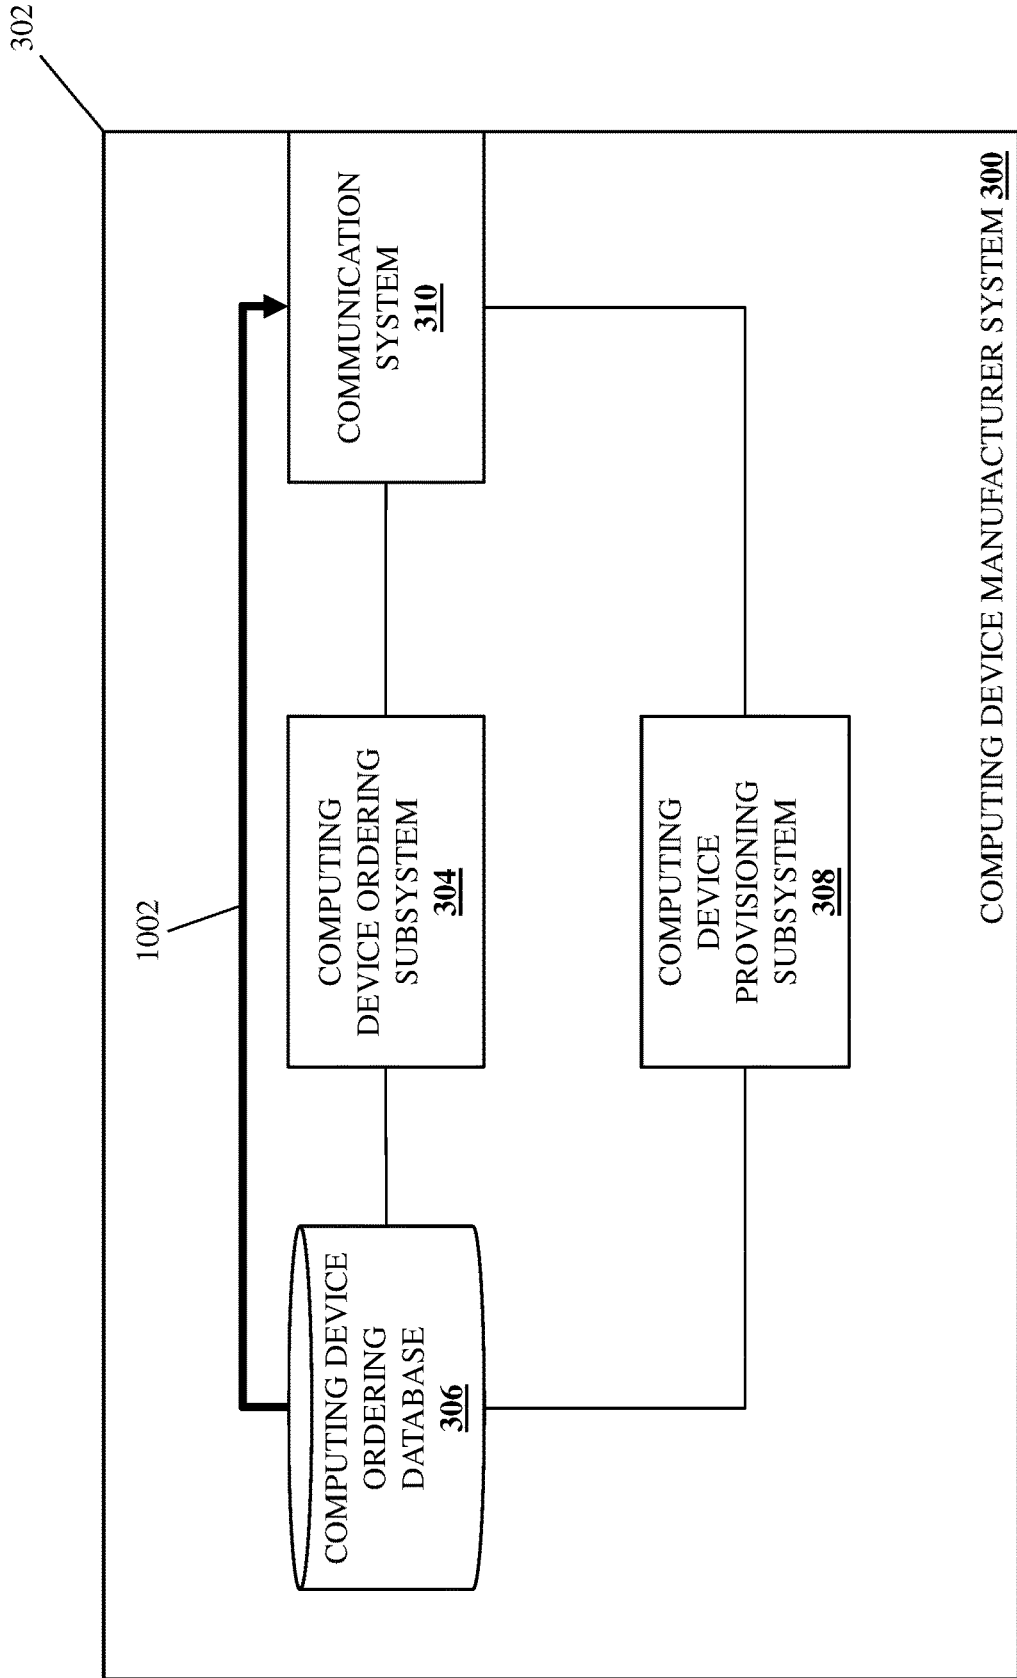 302
1002
COMPUTING DEVICE
ORDERING
DATABASE
306
COMPUTING
DEVICE ORDERING
SUBSYSTEM
304
COMMUNICATION
SYSTEM
310
COMPUTING
DEVICE
PROVISIONING
SUBSYSTEM
308
COMPUTING DEVICE MANUFACTURER SYSTEM 300